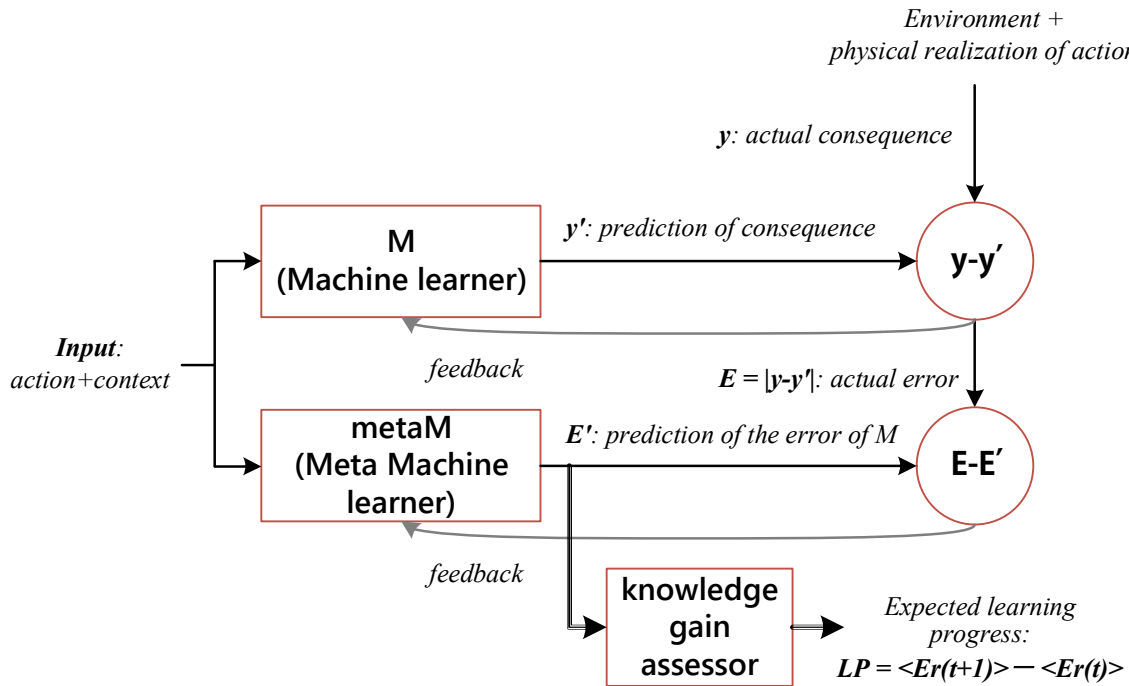 Environment +
physical realization of action
y: actual consequence
M
(Machine learner)
y': prediction of consequence
y-y′
feedback
Input:
action+context
E = |y-y'|: actual error
metaM
(Meta Machine
learner)
E': prediction of the error of M
E-E′
feedback
knowledge
gain
assessor
Expected learning
progress:
LP = <Er(t+1)> — <Er(t)>